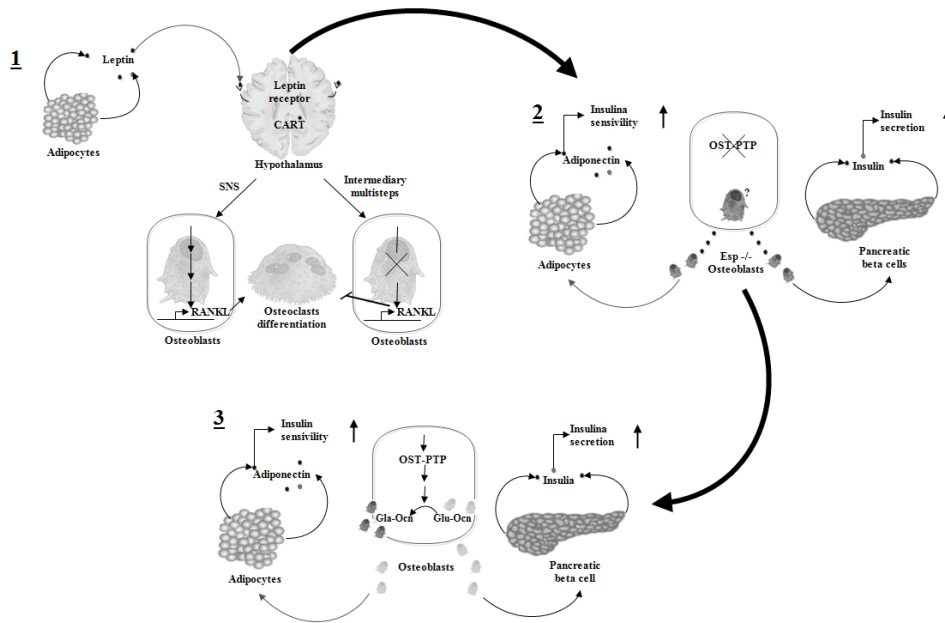 1
Leptin
Adipocytes
Leptin
receptor
CART
Hypothalamus
SNS
Intermediary
multisteps
RANKL
Osteoblasts
Osteoclasts
differentiation
RANKL
Osteoblasts
2
Insulina
sensivility
Adiponectin
Adipocytes
OST-PTP
?
Esp -/-
Osteoblasts
Insulin
secretion
Insulin
Pancreatic
beta cells
3
Insulin
sensivility
Adiponectin
Adipocytes
OST-PTP
Gla-Ocn
Glu-Ocn
Osteoblasts
Insulina
secretion
Insulia
Pancreatic
beta cell